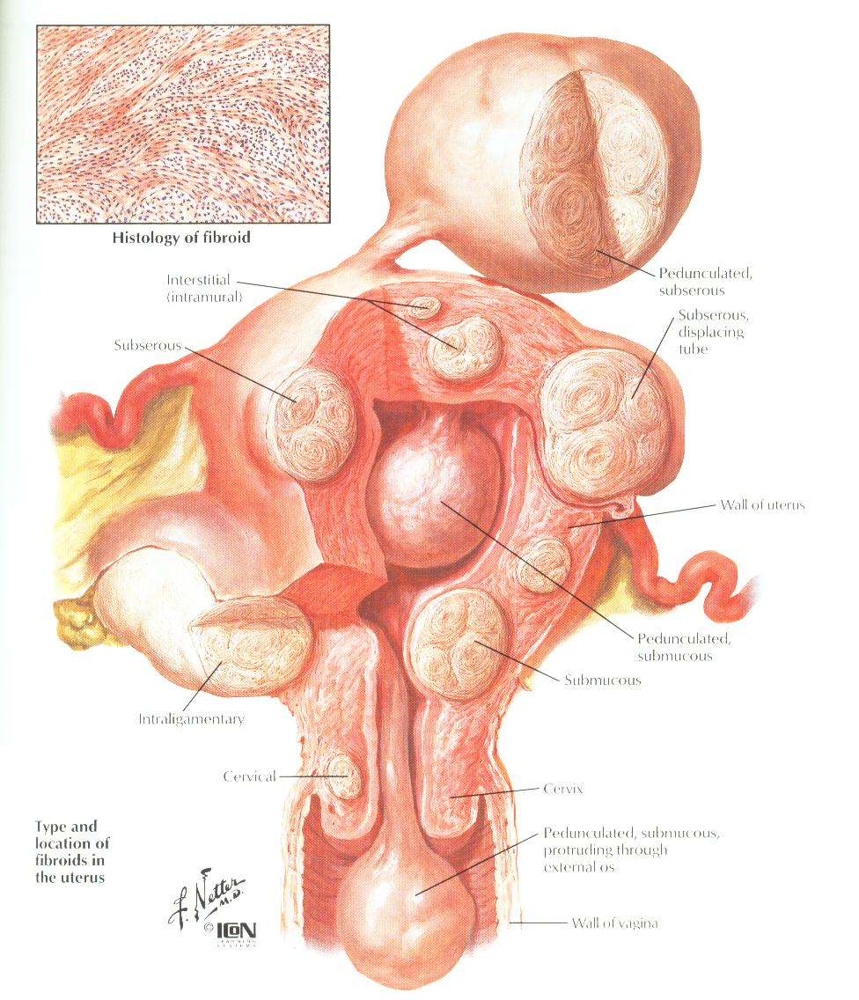 Histology of fibroid
Interstitial
(intramural)
Subserous
Pedunculated,
subserous
Subserous,
displacing
tube
Wall of uterus
Pedunculated,
submucous
Submucous
Intraligamentary
Cervical
Cervix
Type and
location of
fibroids in
the uterus
Pedunculated, submucous,
protruding through
external os
Wall of vagina
F. Netter
M.D.
© ICON
LEARNING
SYSTEMS